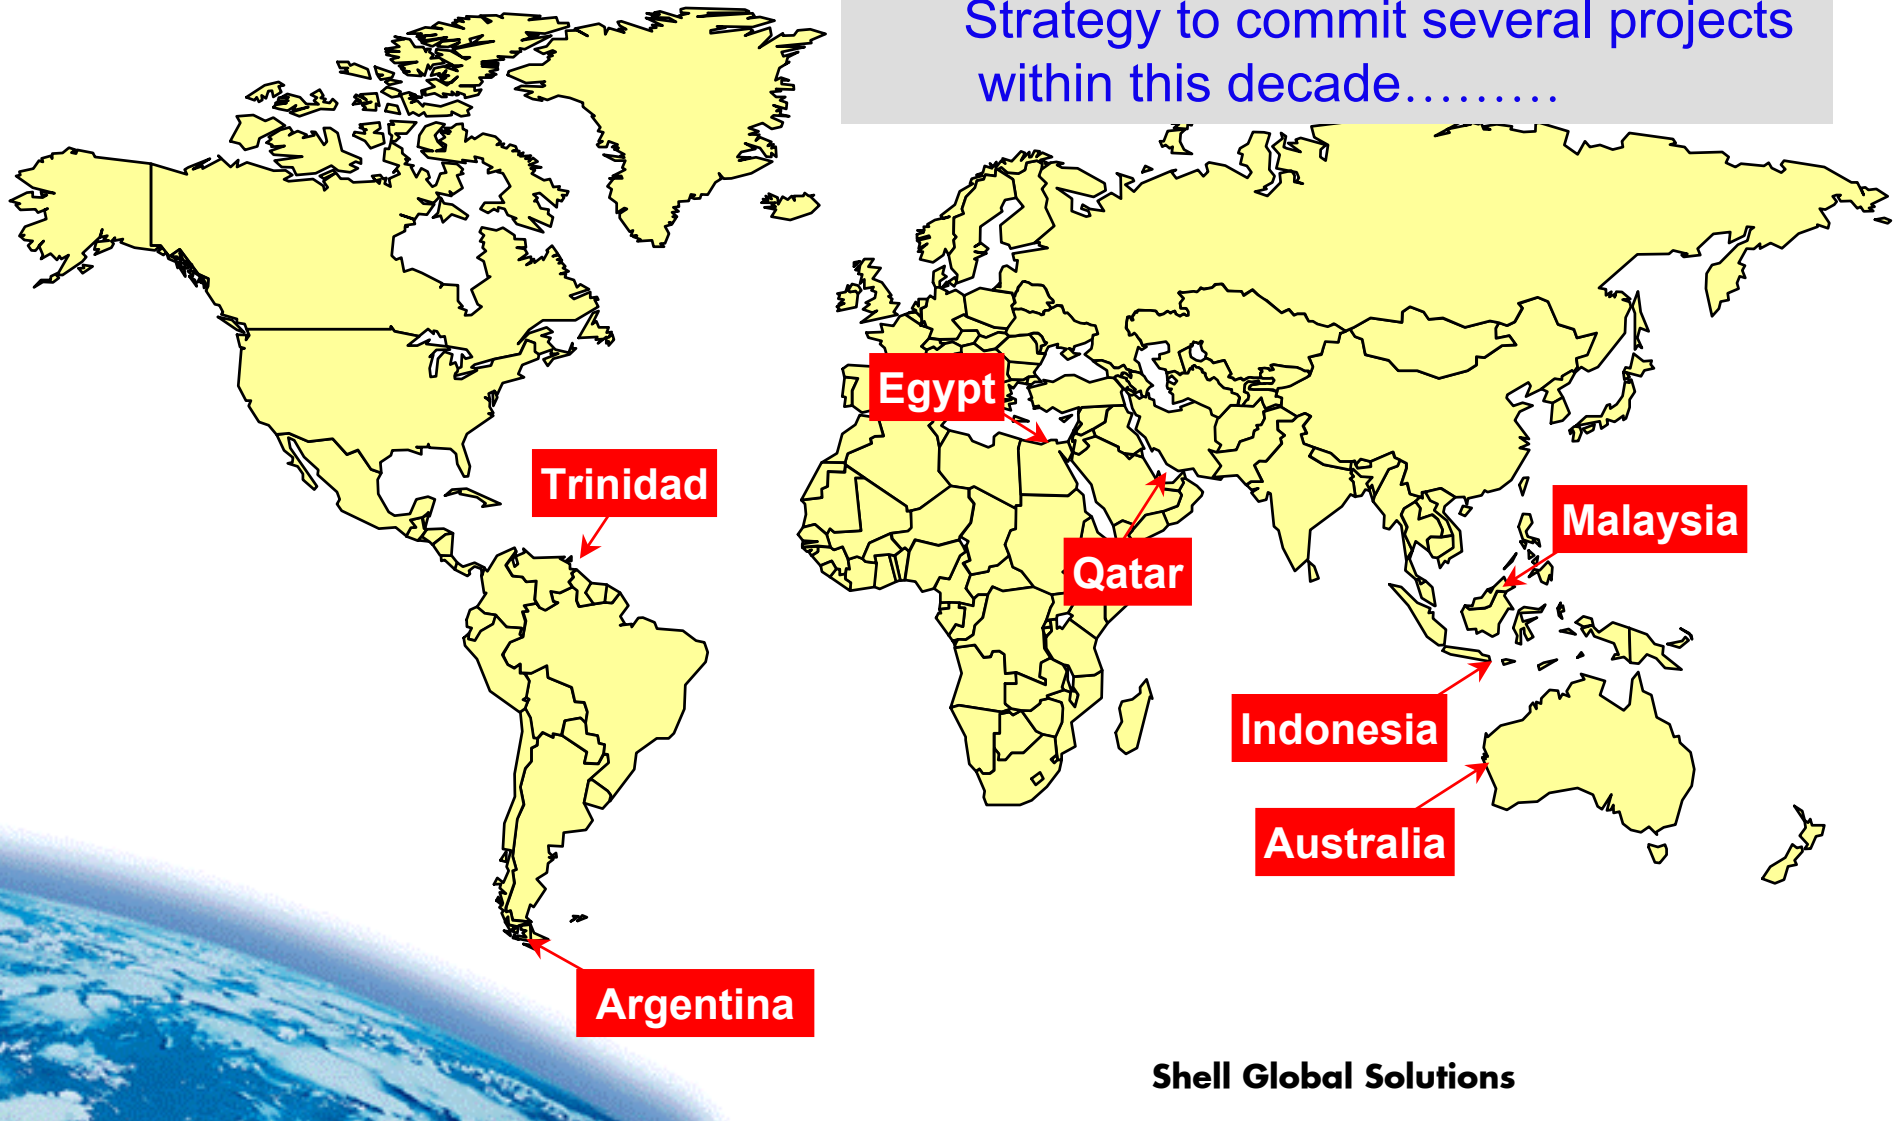 Strategy to commit several projects
within this decade.........
Egypt
Trinidad
Malaysia
Qatar
Indonesia
Australia
Argentina
Shell Global Solutions